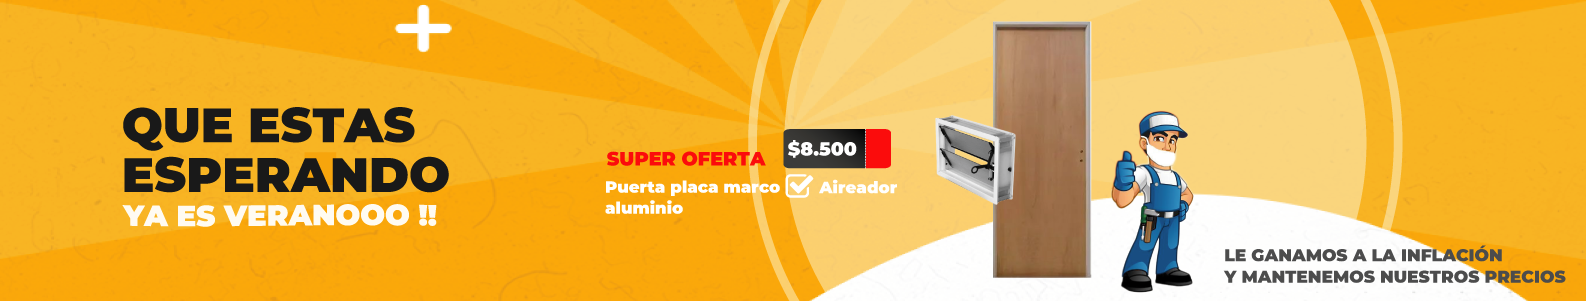 QUE ESTAS
ESPERANDO
YA ES VERANOOO !!
SUPER OFERTA $8.500
Puerta placa marco Aireador
aluminio
LE GANAMOS A LA INFLACIÓN
Y MANTENEMOS NUESTROS PRECIOS